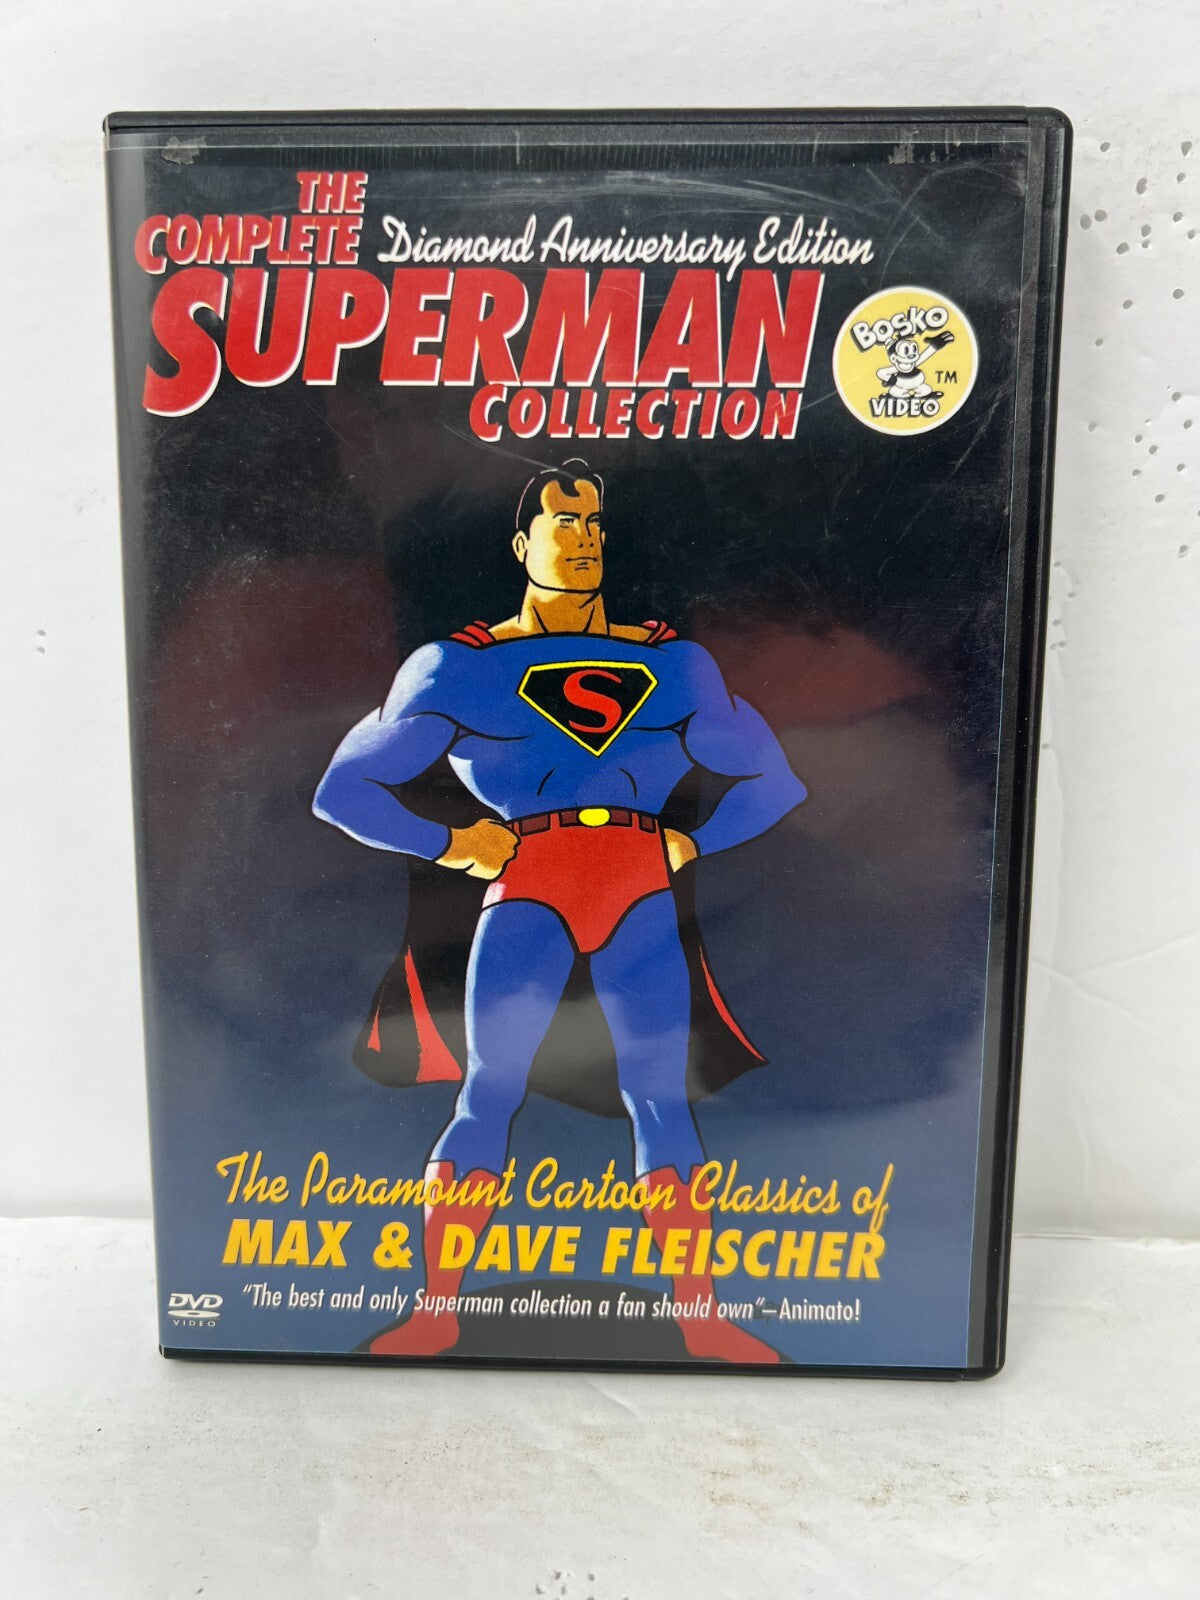 THE
COMPLETE Diamond Anniversary Edition
SUPERMAN
COLLECTION
BOSKO
TM
VIDEO
S
The Paramount Cartoon Classics of
MAX & DAVE FLEISCHER
"The best and only Superman collection a fan should own"—Animato!
DVD
VIDEO